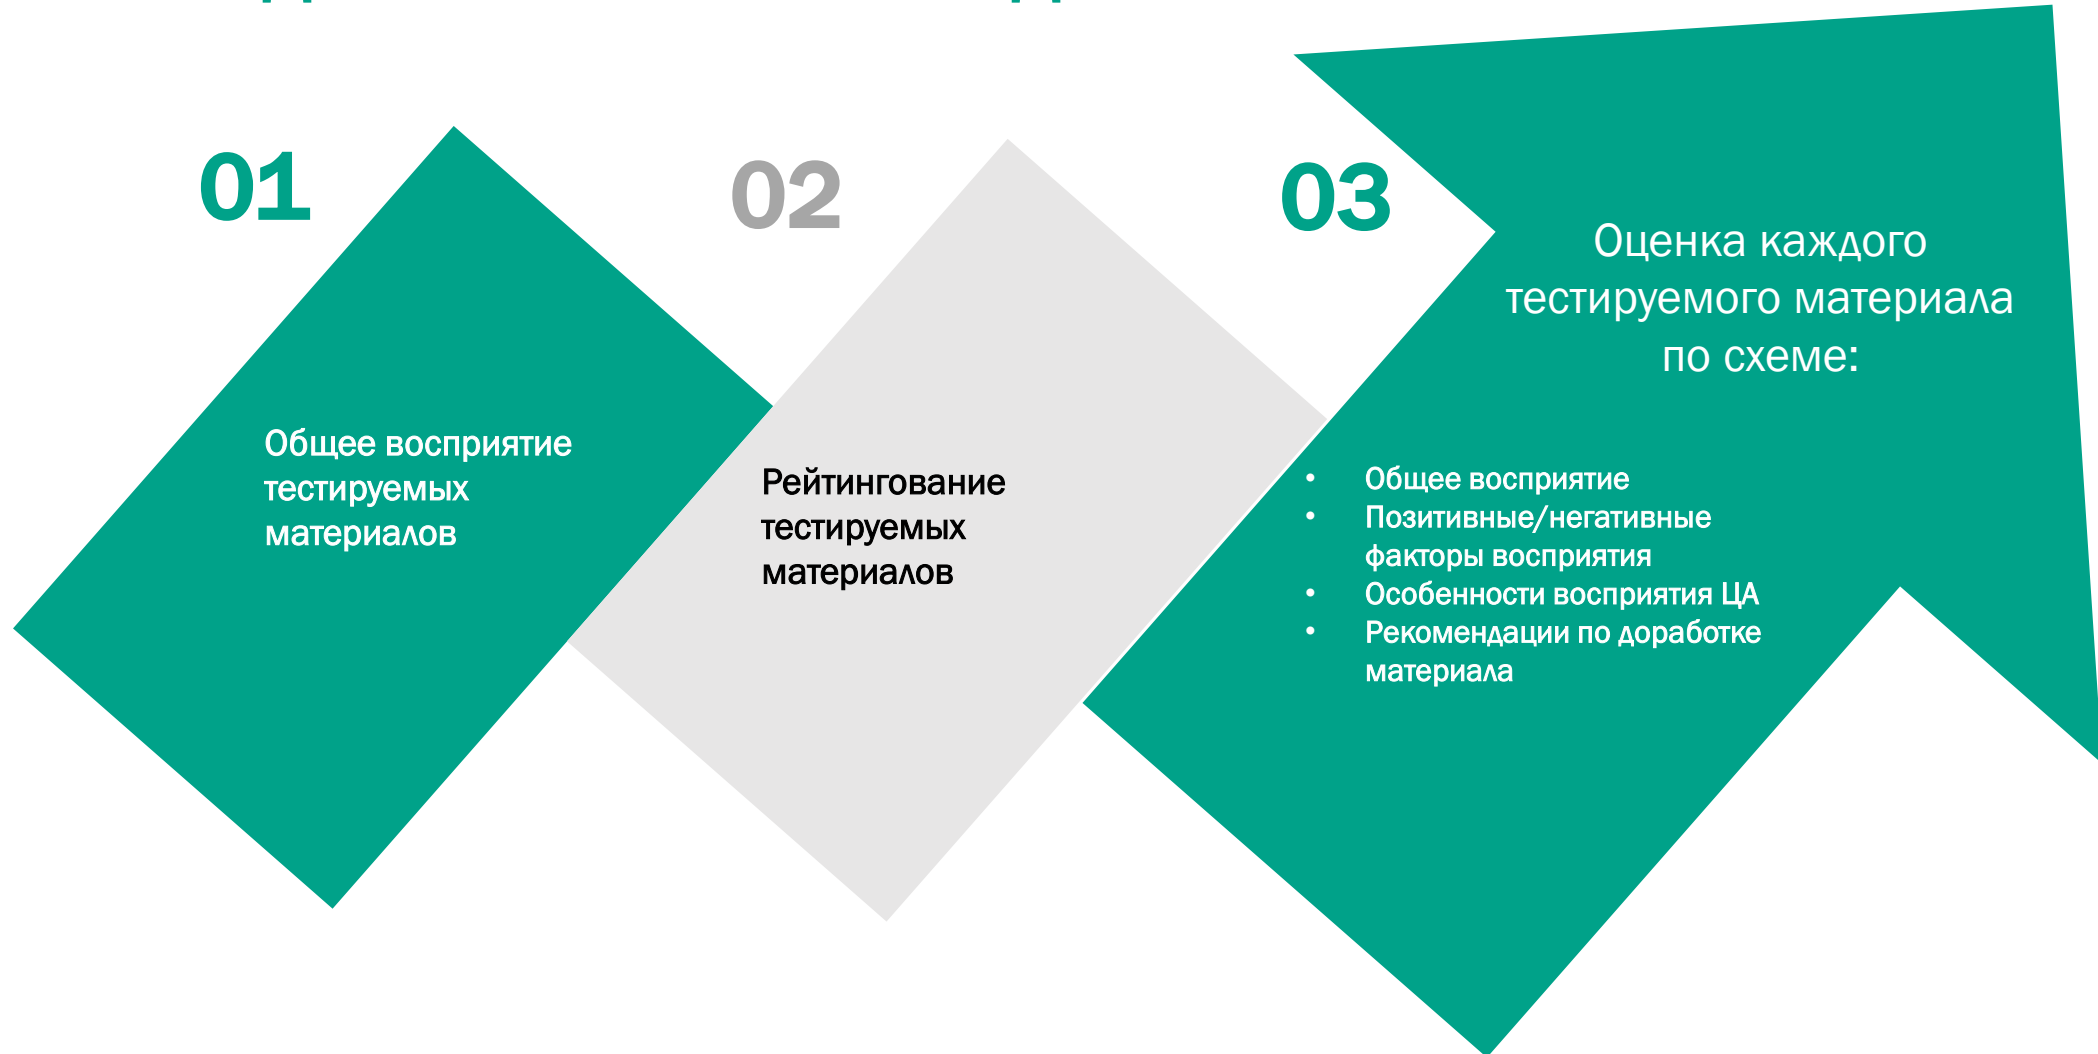 01
Общее восприятие
тестируемых
материалов
02
Рейтингование
тестируемых
материалов
03
Оценка каждого
тестируемого материала
по схеме:
• Общее восприятие
• Позитивные/негативные
факторы восприятия
• Особенности восприятия ЦА
• Рекомендации по доработке
материала